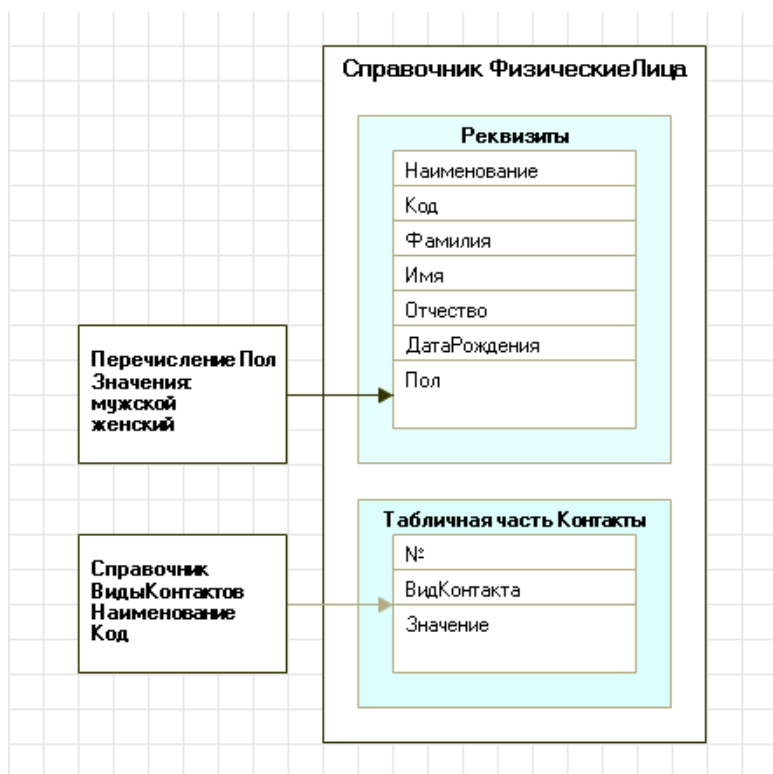 Справочник ФизическиеЛица
Реквизиты
Наименование
Код
Фамилия
Имя
Отчество
ДатаРождения
Пол
Перечисление Пол
Значения:
мужской
женский
Табличная часть Контакты
№
ВидКонтакта
Значение
Справочник
ВидыКонтактов
Наименование
Код